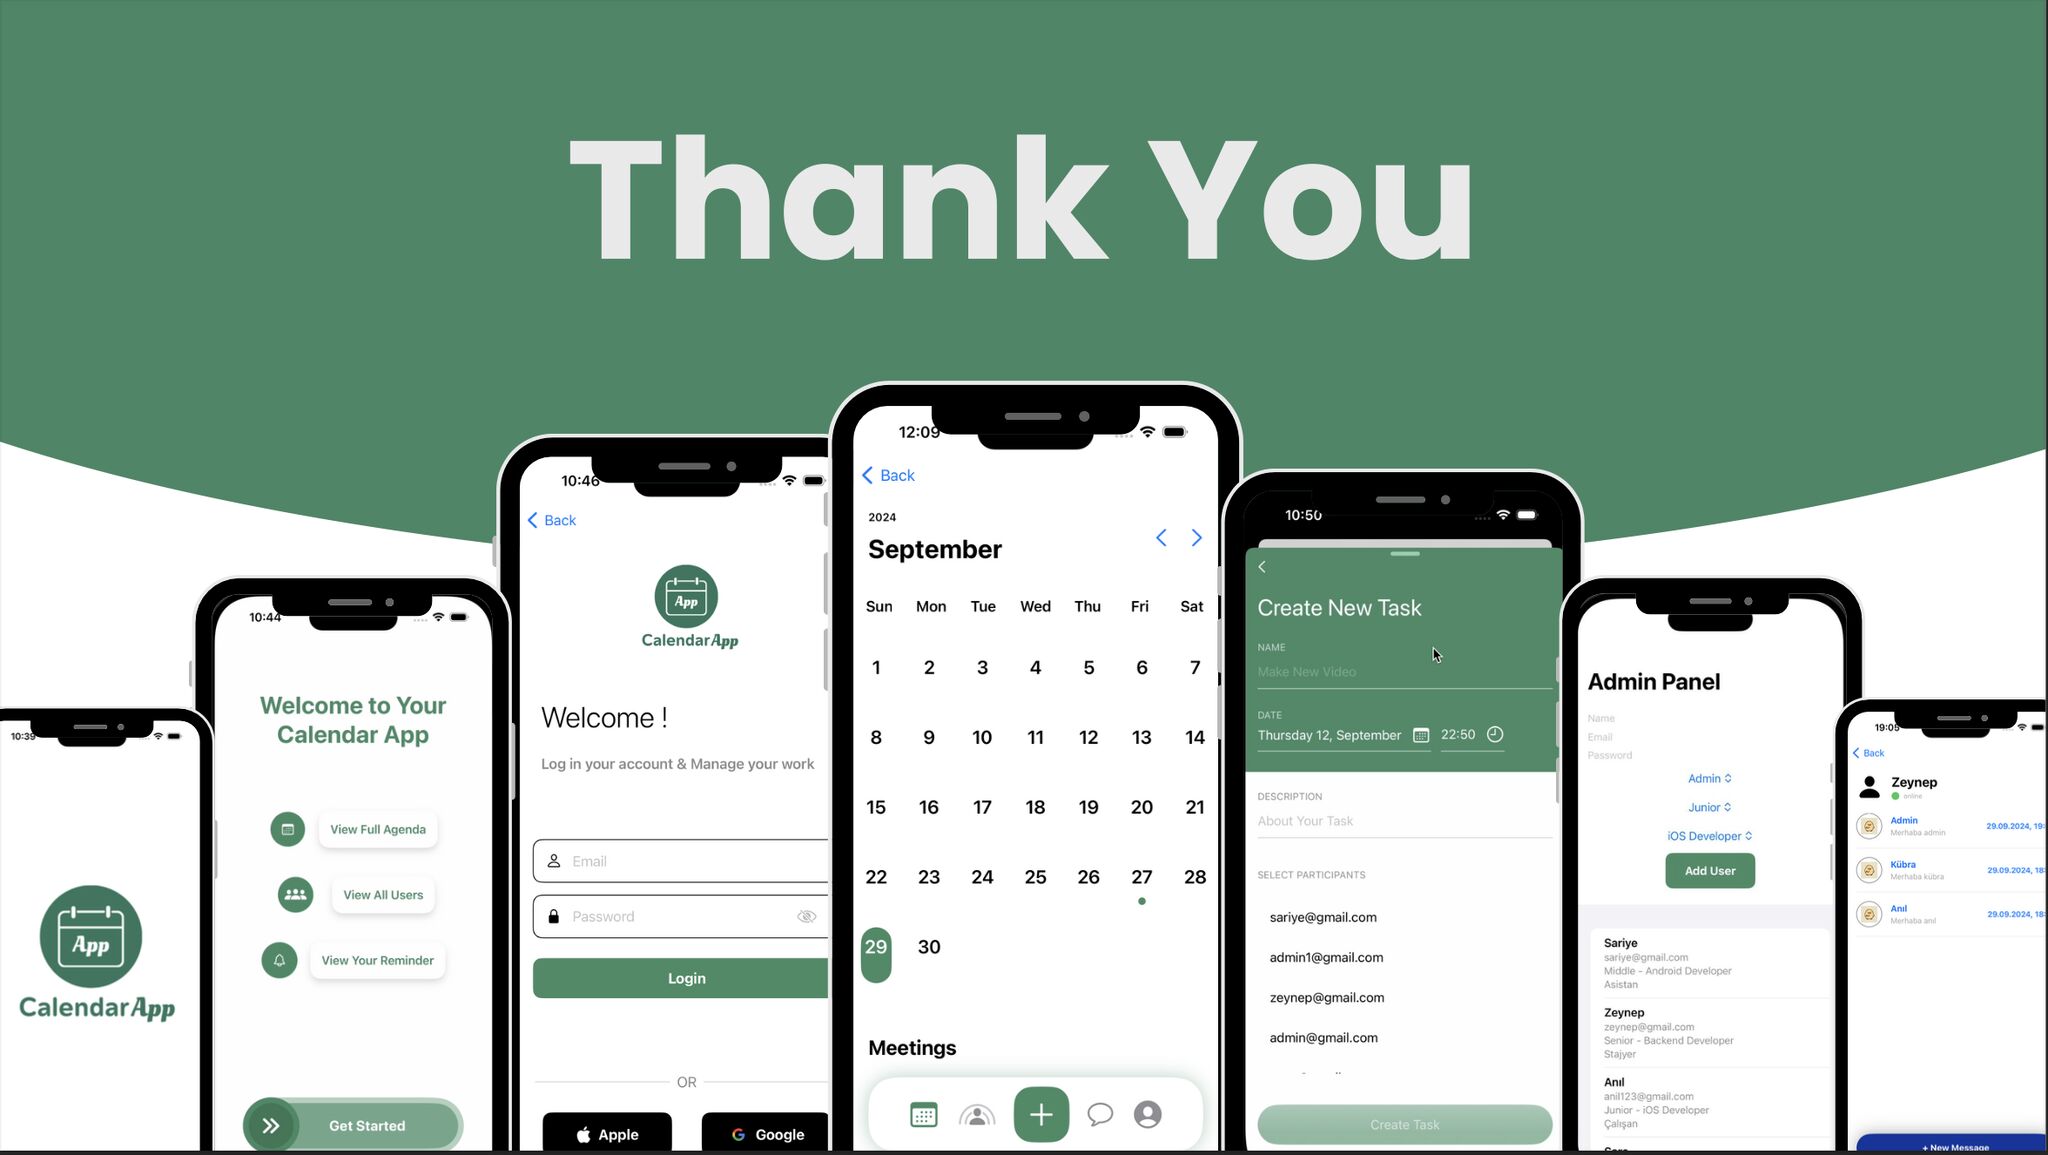 Thank You
10:39
App
CalendarApp
10:44
Welcome to Your
Calendar App
View Full Agenda
View All Users
View Your Reminder
Get Started
10:46
Back
App
CalendarApp
Welcome !
Log in your account & Manage your work
Email
Password
Login
OR
Apple
Google
12:09
Back
2024
September
Sun Mon Tue Wed Thu Fri Sat
1 2 3 4 5 6 7
8 9 10 11 12 13 14
15 16 17 18 19 20 21
22 23 24 25 26 27 28
29 30
Meetings
10:50
Create New Task
NAME
Make New Video
DATE
Thursday 12, September 22:50
DESCRIPTION
About Your Task
SELECT PARTICIPANTS
sariye@gmail.com
admin1@gmail.com
zeynep@gmail.com
admin@gmail.com
Create Task
Admin Panel
Name
Email
Password
Admin
Junior
iOS Developer
Add User
Sariye
sariye@gmail.com
Middle - Android Developer
Asistan
Zeynep
zeynep@gmail.com
Senior - Backend Developer
Stajyer
Anıl
anil123@gmail.com
Junior - iOS Developer
Çalışan
19:05
Back
Zeynep
online
Admin 29.09.2024, 19:
Merhaba admin
Kübra 29.09.2024, 18:
Merhaba kübra
Anıl 29.09.2024, 18:
Merhaba anıl
+ New Message